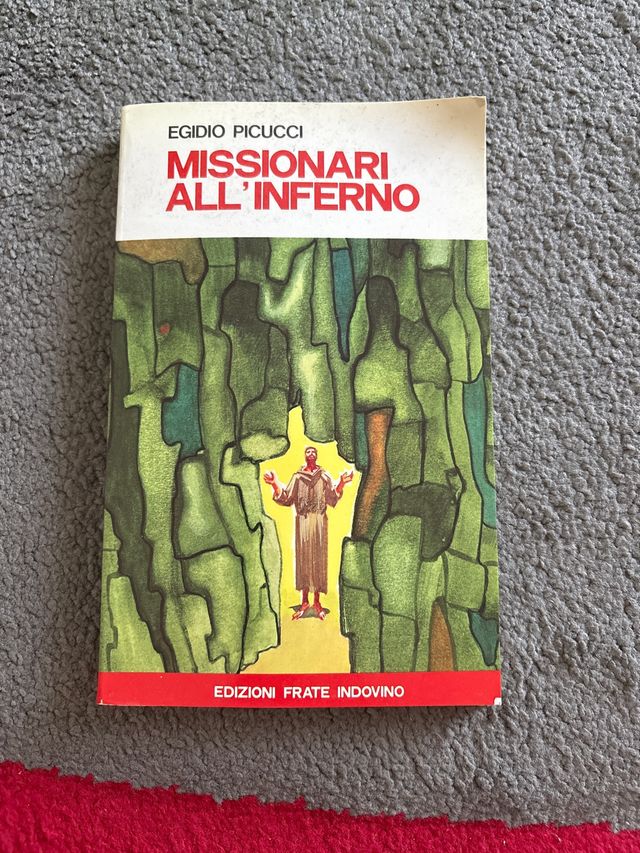 EGIDIO PICUCCI
MISSIONARI
ALL'INFERNO
EDIZIONI FRATE INDOVINO